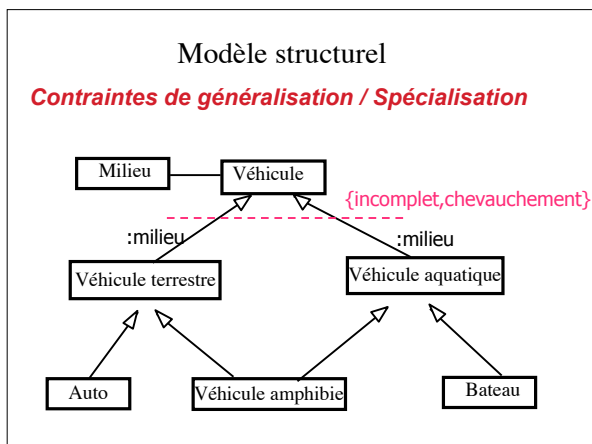 Modèle structurel
Contraintes de généralisation / Spécialisation
Milieu
Véhicule
{incomplet,chevauchement}
:milieu
:milieu
Véhicule terrestre
Véhicule aquatique
Auto
Véhicule amphibie
Bateau